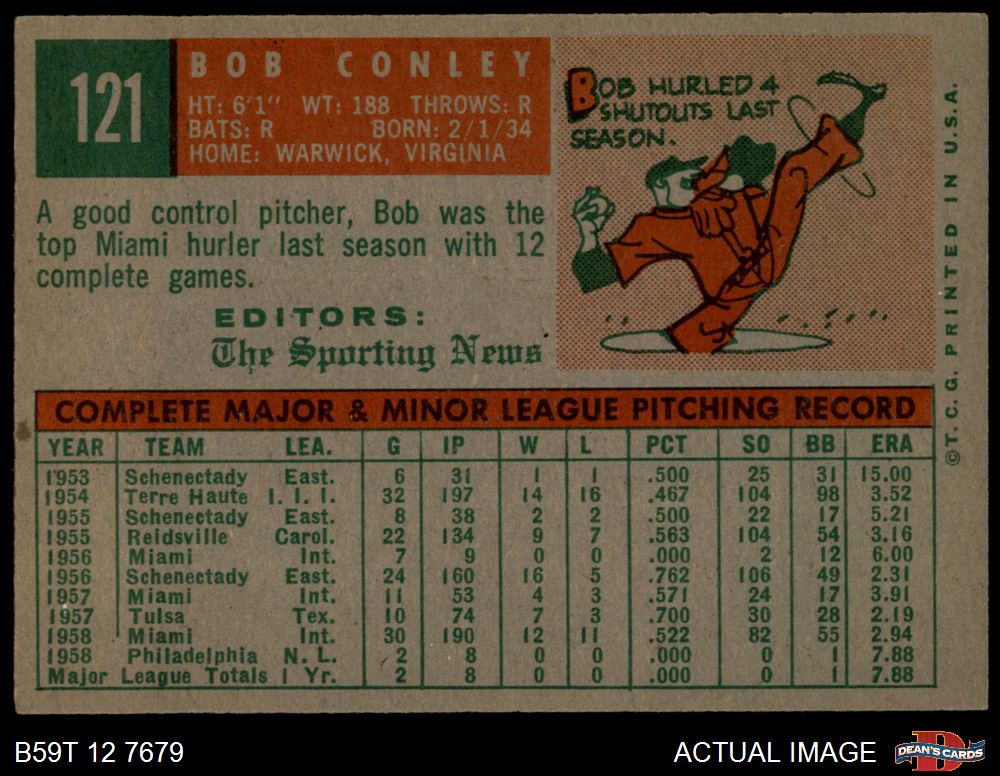 121
BOB CONLEY
HT: 6'1" WT: 188 THROWS: R
BATS: R BORN: 2/1/34
HOME: WARWICK, VIRGINIA
A good control pitcher, Bob was the
top Miami hurler last season with 12
complete games.
EDITORS:
The Sporting News
BOB HURLED 4
SHUTOUTS LAST
SEASON.
COMPLETE MAJOR & MINOR LEAGUE PITCHING RECORD
YEAR TEAM LEA. G IP W L PCT SO BB ERA
1953 Schenectady East. 6 31 1 1 .500 25 31 15.00
1954 Terre Haute I. I. I. 32 197 14 16 .467 104 98 3.52
1955 Schenectady East. 8 38 2 2 .500 22 17 5.21
1955 Reidsville Carol. 22 134 9 7 .563 104 54 3.16
1956 Miami Int. 7 9 0 0 .000 2 12 6.00
1956 Schenectady East. 24 160 16 5 .762 106 49 2.31
1957 Miami Int. 11 53 4 3 .571 24 17 3.91
1957 Tulsa Tex. 10 74 7 3 .700 30 28 2.19
1958 Miami Int. 30 190 12 11 .522 82 55 2.94
1958 Philadelphia N. L. 2 8 0 0 .000 0 1 7.88
Major League Totals 1 Yr. 2 8 0 0 .000 0 1 7.88
©T. C. G. PRINTED IN U.S.A.
B59T 12 7679
ACTUAL IMAGE
DEAN'S CARDS